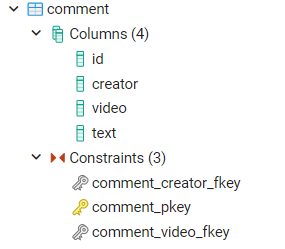 comment
Columns (4)
id
creator
video
text
Constraints (3)
comment_creator_fkey
comment_pkey
comment_video_fkey